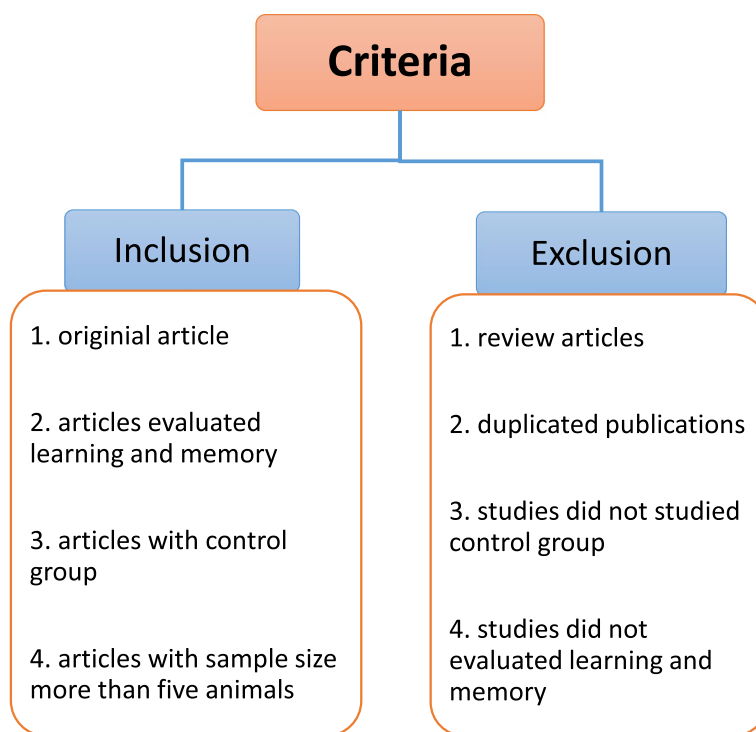 Criteria
Inclusion
1. originial article
2. articles evaluated
learning and memory
3. articles with control
group
4. articles with sample size
more than five animals
Exclusion
1. review articles
2. duplicated publications
3. studies did not studied
control group
4. studies did not
evaluated learning and
memory